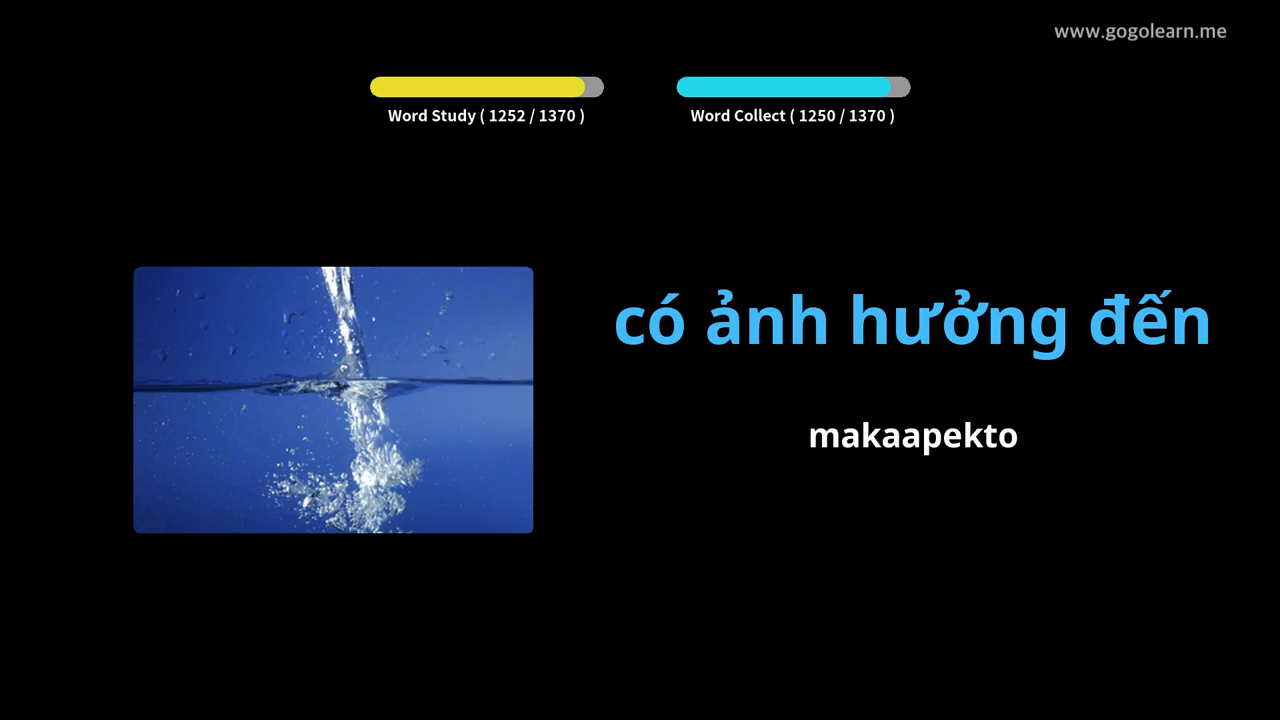 www.gogolearn.me
Word Study ( 1252 / 1370 )
Word Collect ( 1250 / 1370 )
có ảnh hưởng đến
makaapekto